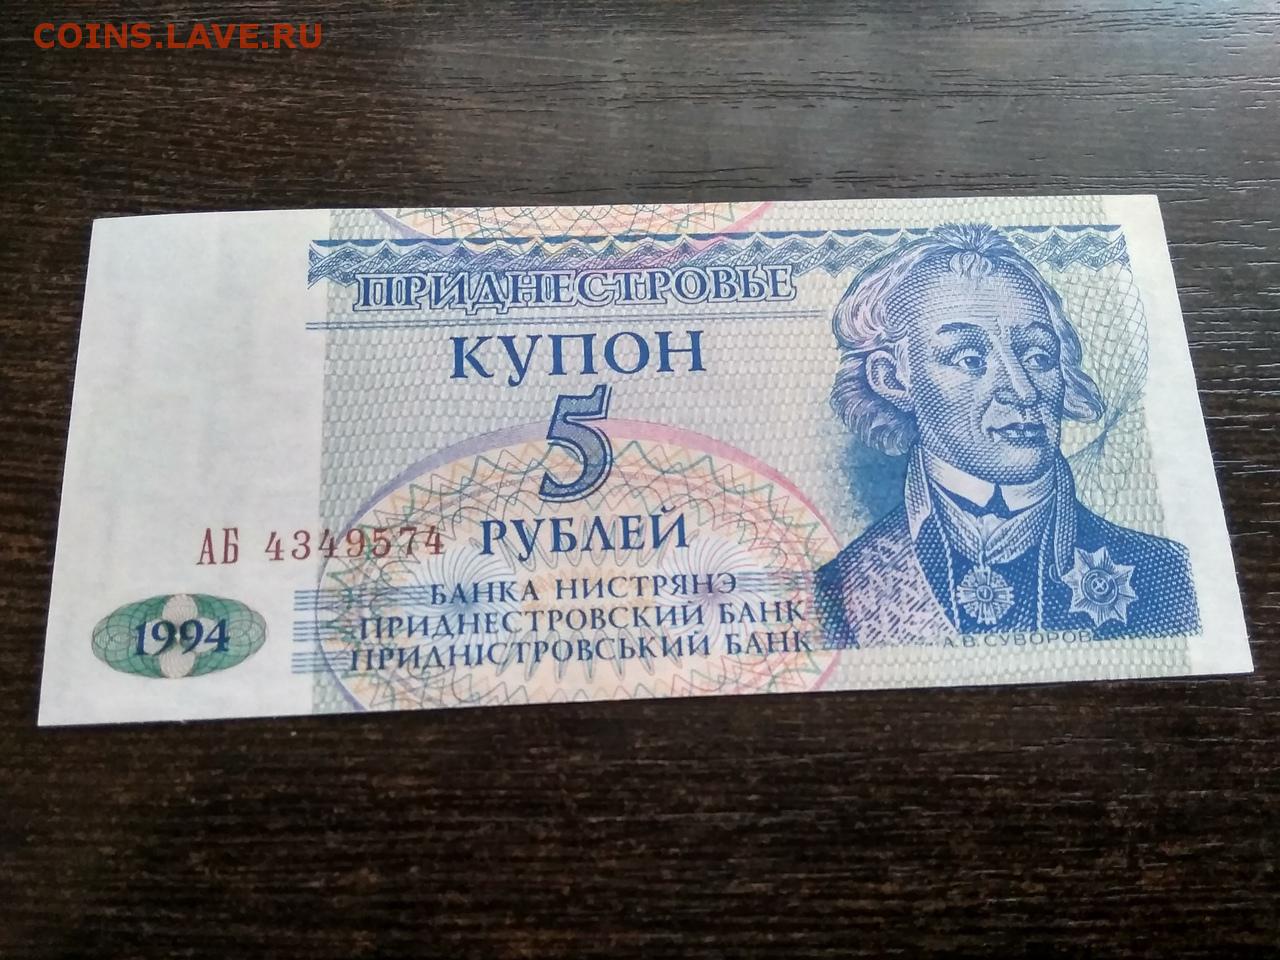 COINS.LAVE.RU
ПРИДНЕСТРОВЬЕ
КУПОН
5
РУБЛЕЙ
АБ 4349574
БАНКА НИСТРЯНЭ
ПРИДНЕСТРОВСКИЙ БАНК
ПРИДНІСТРОВСЬКИЙ БАНК
1994
А.В.СУВОРОВ